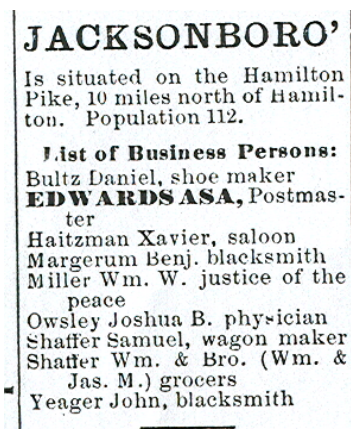 JACKSONBORO'
Is situated on the Hamilton
Pike, 10 miles north of Hamil-
ton. Population 112.
List of Business Persons:
Bultz Daniel, shoe maker
EDWARDS ASA, Postmas-
ter
Haitzman Xavier, saloon
Margerum Benj. blacksmith
Miller Wm. W. justice of the
peace
Owsley Joshua B. physician
Shaffer Samuel, wagon maker
Shaffer Wm. & Bro. (Wm. &
Jas. M.) grocers
Yeager John, blacksmith